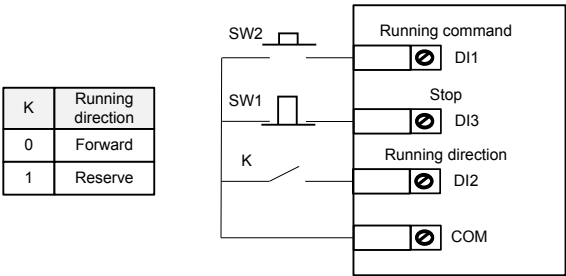 K
Running
direction
0
Forward
1
Reserve
SW2
Running command
DI1
SW1
Stop
DI3
K
Running direction
DI2
COM